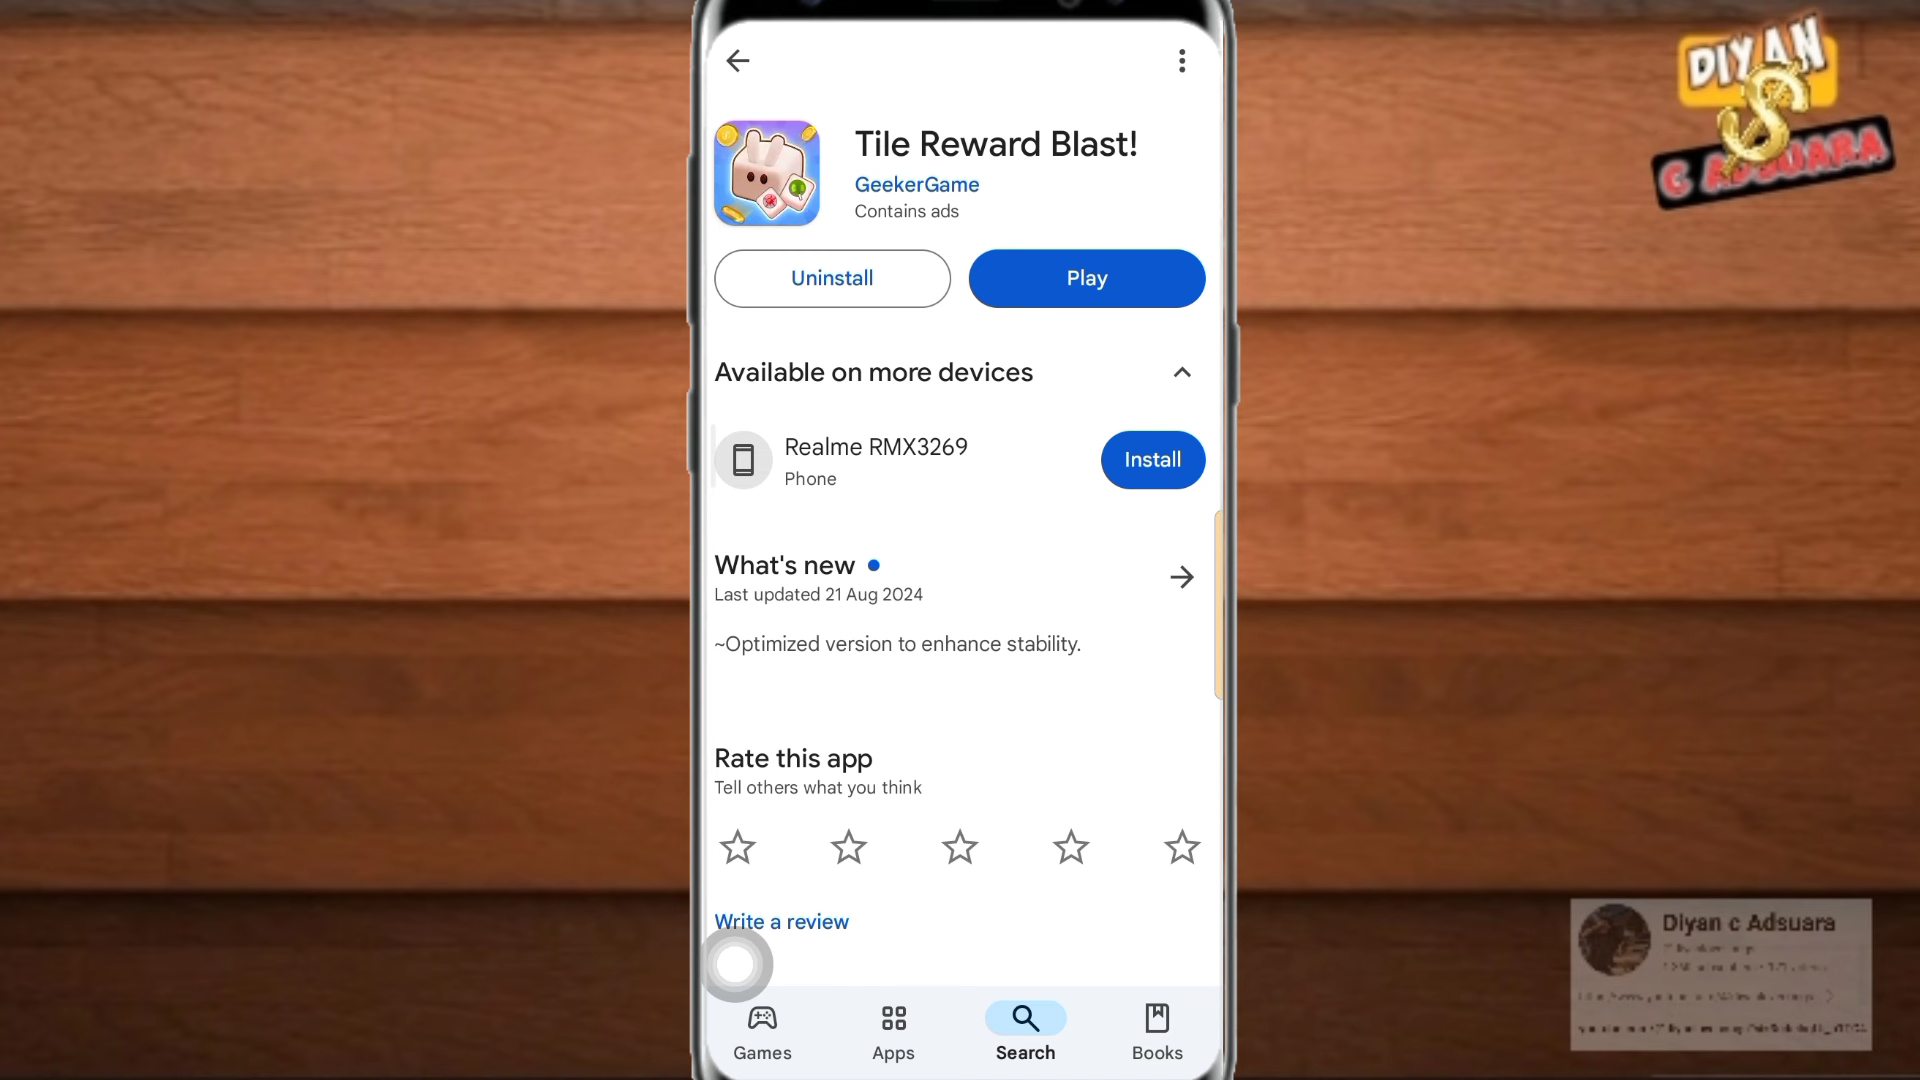 DIYAN
C ADSUARA
Tile Reward Blast!
GeekerGame
Contains ads
Uninstall
Play
Available on more devices
Realme RMX3269
Phone
Install
What's new
Last updated 21 Aug 2024
~Optimized version to enhance stability.
Rate this app
Tell others what you think
Write a review
Diyan c Adsuara
Games
Apps
Search
Books